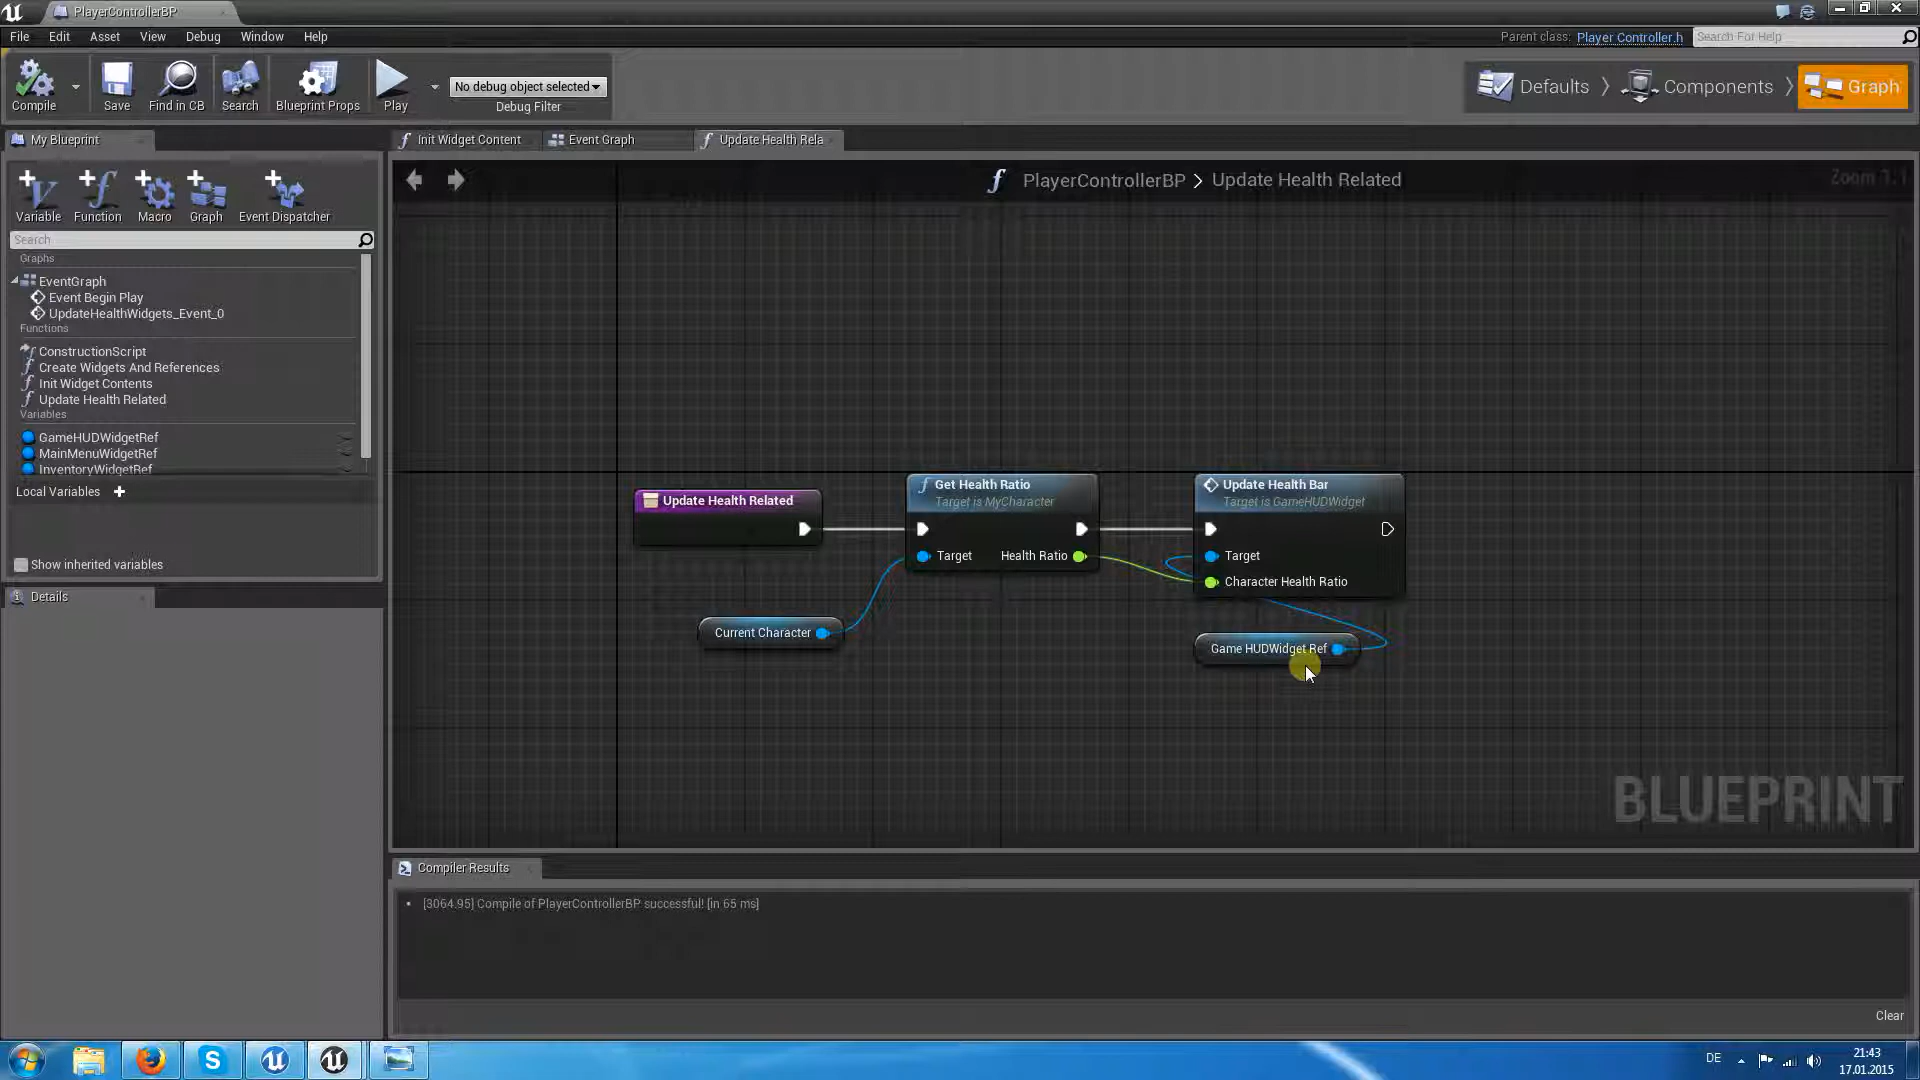 PlayerControllerBP
File Edit Asset View Debug Window Help
Parent class: Player Controller.h Search For Help
Compile Save Find in CB Search Blueprint Props Play
No debug object selected
Debug Filter
Defaults Components Graph
My Blueprint
Init Widget Content Event Graph Update Health Rela
Variable Function Macro Graph Event Dispatcher
PlayerControllerBP > Update Health Related
Zoom 1:1
Search
Graphs
EventGraph
Event Begin Play
UpdateHealthWidgets_Event_0
Functions
ConstructionScript
Create Widgets And References
Init Widget Contents
Update Health Related
Variables
GameHUDWidgetRef
MainMenuWidgetRef
InventoryWidgetRef
Local Variables
Show inherited variables
Details
Update Health Related
Get Health Ratio
Target is MyCharacter
Target Health Ratio
Update Health Bar
Target is GameHUDWidget
Target
Character Health Ratio
Current Character
Game HUDWidget Ref
BLUEPRINT
Compiler Results
[3064.95] Compile of PlayerControllerBP successful! [in 65 ms]
Clear
DE
21:43
17.01.2015